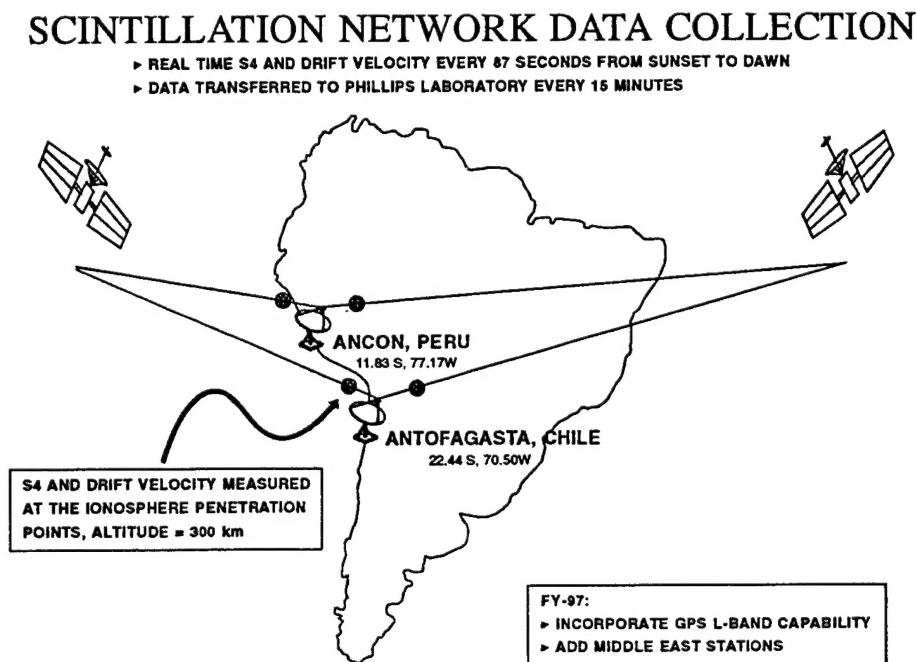 SCINTILLATION NETWORK DATA COLLECTION
▸ REAL TIME S4 AND DRIFT VELOCITY EVERY 87 SECONDS FROM SUNSET TO DAWN
▸ DATA TRANSFERRED TO PHILLIPS LABORATORY EVERY 15 MINUTES
ANCON, PERU
11.83 S, 77.17W
ANTOFAGASTA, CHILE
22.44 S, 70.50W
S4 AND DRIFT VELOCITY MEASURED
AT THE IONOSPHERE PENETRATION
POINTS, ALTITUDE = 300 km
FY-97:
▸ INCORPORATE GPS L-BAND CAPABILITY
▸ ADD MIDDLE EAST STATIONS